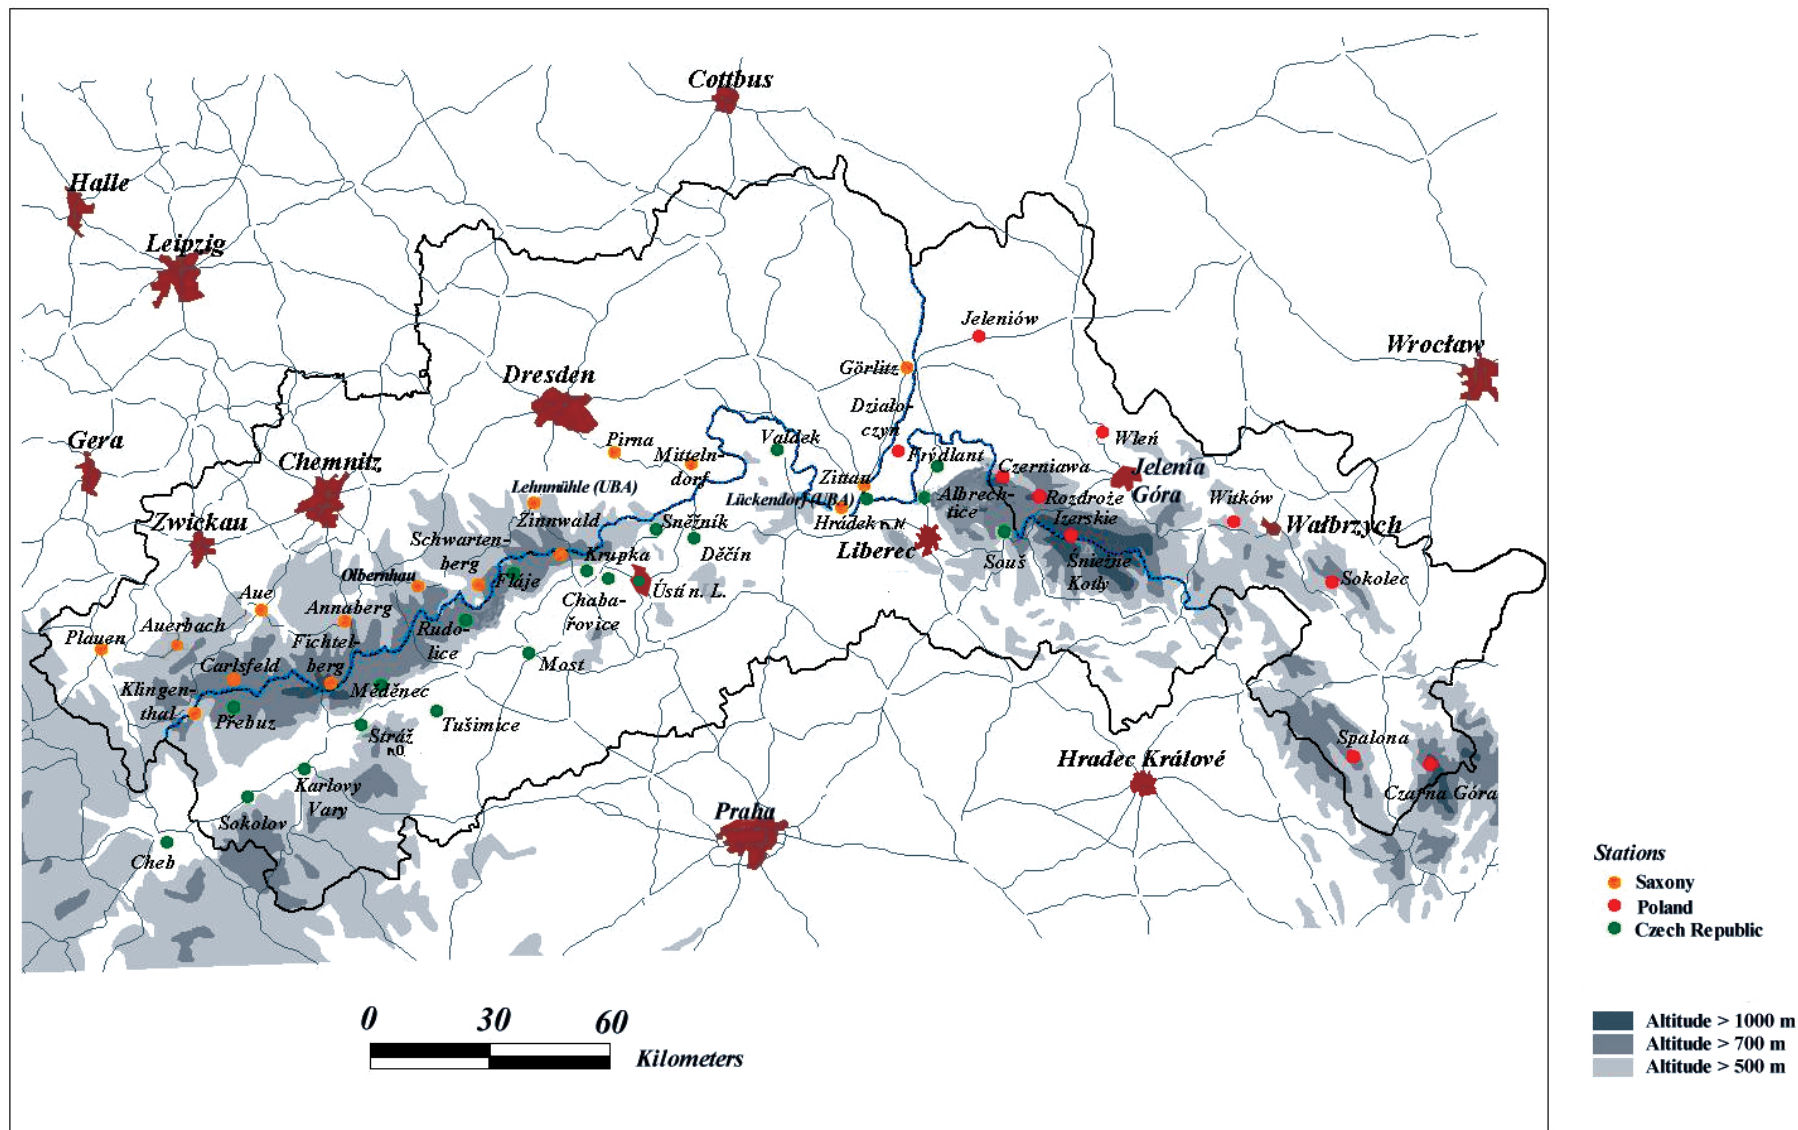 Cottbus
Halle
Leipzig
Jeleniów
Wrocław
Görlitz
Dresden
Działo-
czyn
Gera
Pirna
Valdek
Wleń
Mitteln-
dorf
Frýdlant
Chemnitz
Czerniawa
Jelenia
Góra
Zittau
Lehnmühle (UBA)
Lückendorf (UBA)
Albrech-
tice
Rozdroże
Izerskie
Witków
Zwickau
Zinnwald
Sněžník
Hrádek n.N
Wałbrzych
Schwarten-
berg
Krupka
Děčín
Liberec
Souš
Śnieżne
Kotły
Olbernhau
Fláje
Sokolec
Ústí n. L.
Aue
Annaberg
Chaba-
řovice
Auerbach
Plauen
Rudo-
lice
Fichtel-
berg
Carlsfeld
Most
Klingen-
thal
Měděnec
Přebuz
Tušimice
Stráž
n.O
Spalona
Hradec Králové
Karlovy
Vary
Czarna Góra
Sokolov
Praha
Cheb
Stations
Saxony
Poland
Czech Republic
0 30 60
Kilometers
Altitude > 1000 m
Altitude > 700 m
Altitude > 500 m